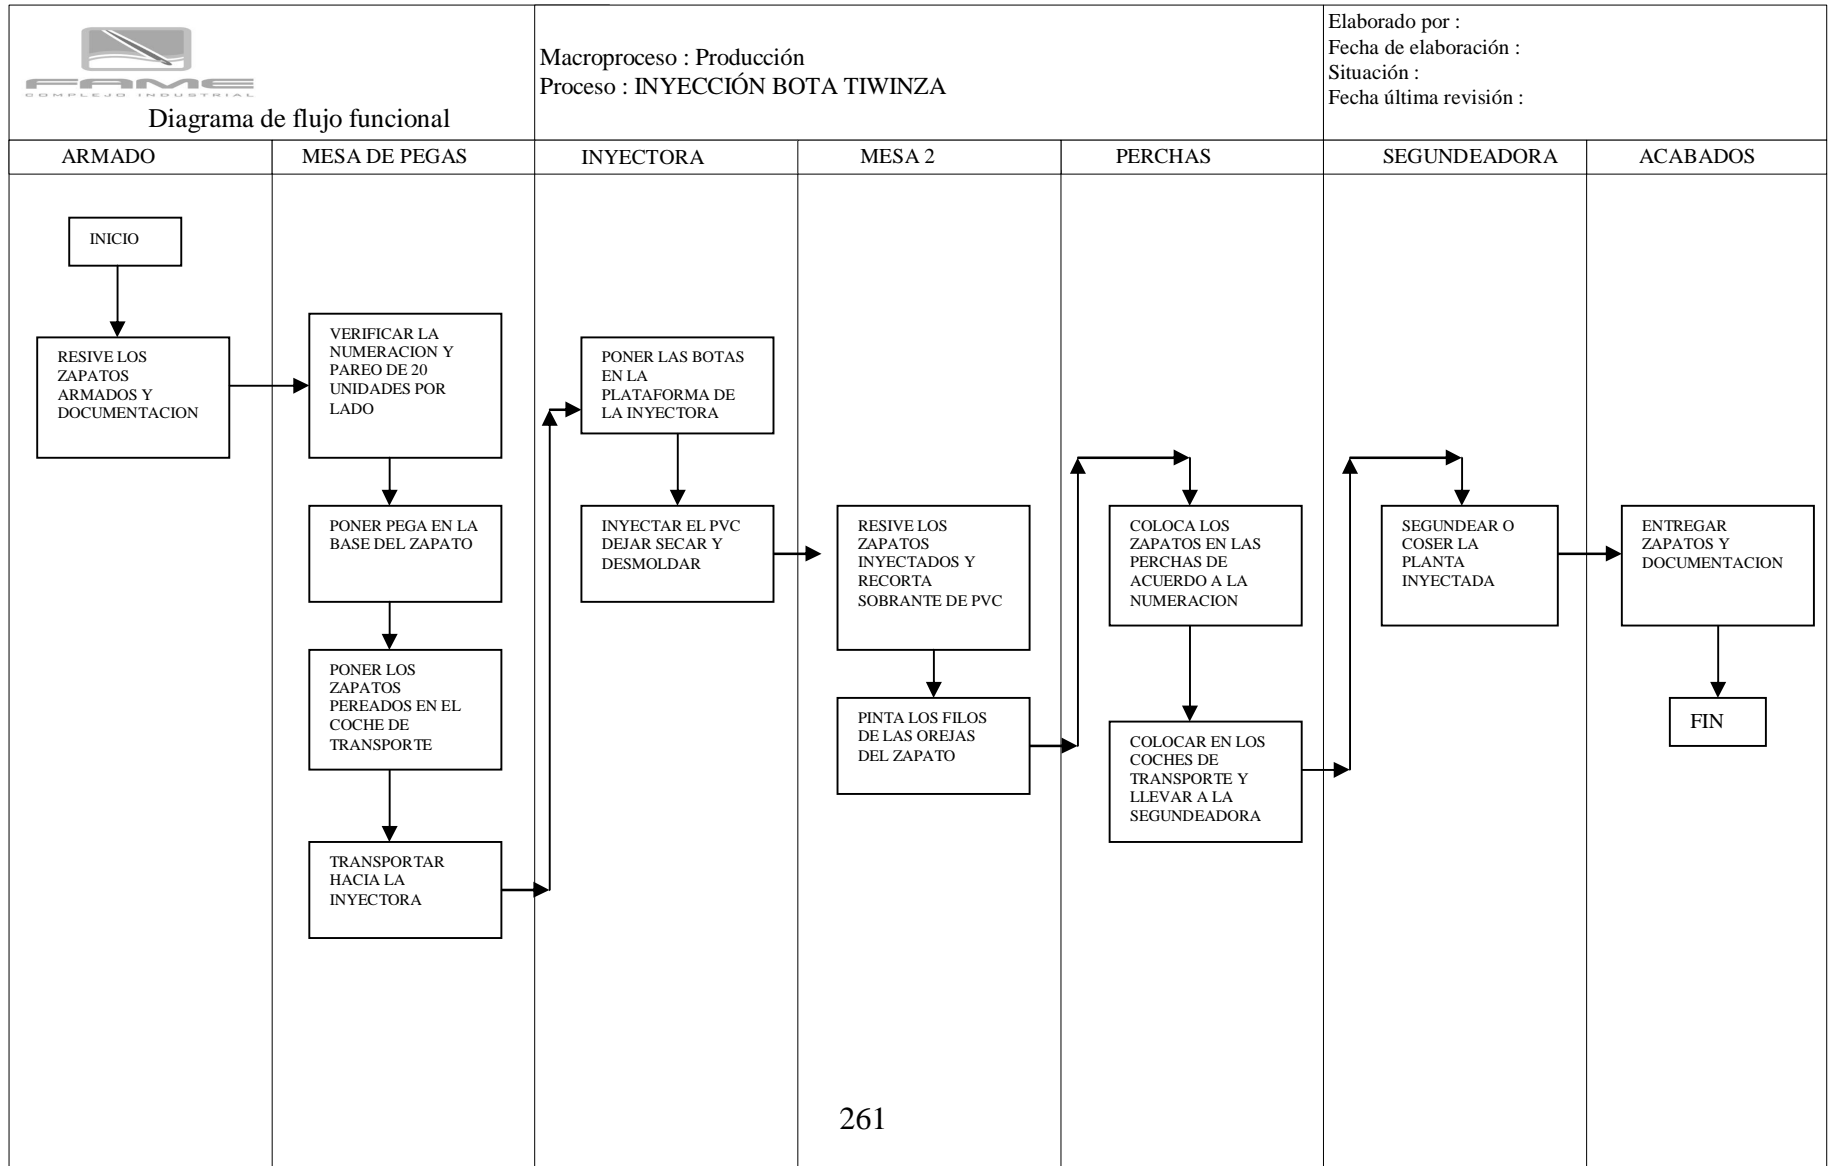 FAME
COMPLEJO INDUSTRIAL
Diagrama de flujo funcional
Macroproceso : Producción
Proceso : INYECCIÓN BOTA TIWINZA
Elaborado por :
Fecha de elaboración :
Situación :
Fecha última revisión :
ARMADO
MESA DE PEGAS
INYECTORA
MESA 2
PERCHAS
SEGUNDEADORA
ACABADOS
INICIO
RESIVE LOS
ZAPATOS
ARMADOS Y
DOCUMENTACION
VERIFICAR LA
NUMERACION Y
PAREO DE 20
UNIDADES POR
LADO
PONER PEGA EN LA
BASE DEL ZAPATO
PONER LOS
ZAPATOS
PEREADOS EN EL
COCHE DE
TRANSPORTE
TRANSPORTAR
HACIA LA
INYECTORA
PONER LAS BOTAS
EN LA
PLATAFORMA DE
LA INYECTORA
INYECTAR EL PVC
DEJAR SECAR Y
DESMOLDAR
RESIVE LOS
ZAPATOS
INYECTADOS Y
RECORTA
SOBRANTE DE PVC
PINTA LOS FILOS
DE LAS OREJAS
DEL ZAPATO
COLOCA LOS
ZAPATOS EN LAS
PERCHAS DE
ACUERDO A LA
NUMERACION
COLOCAR EN LOS
COCHES DE
TRANSPORTE Y
LLEVAR A LA
SEGUNDEADORA
SEGUNDEAR O
COSER LA
PLANTA
INYECTADA
ENTREGAR
ZAPATOS Y
DOCUMENTACION
FIN
261